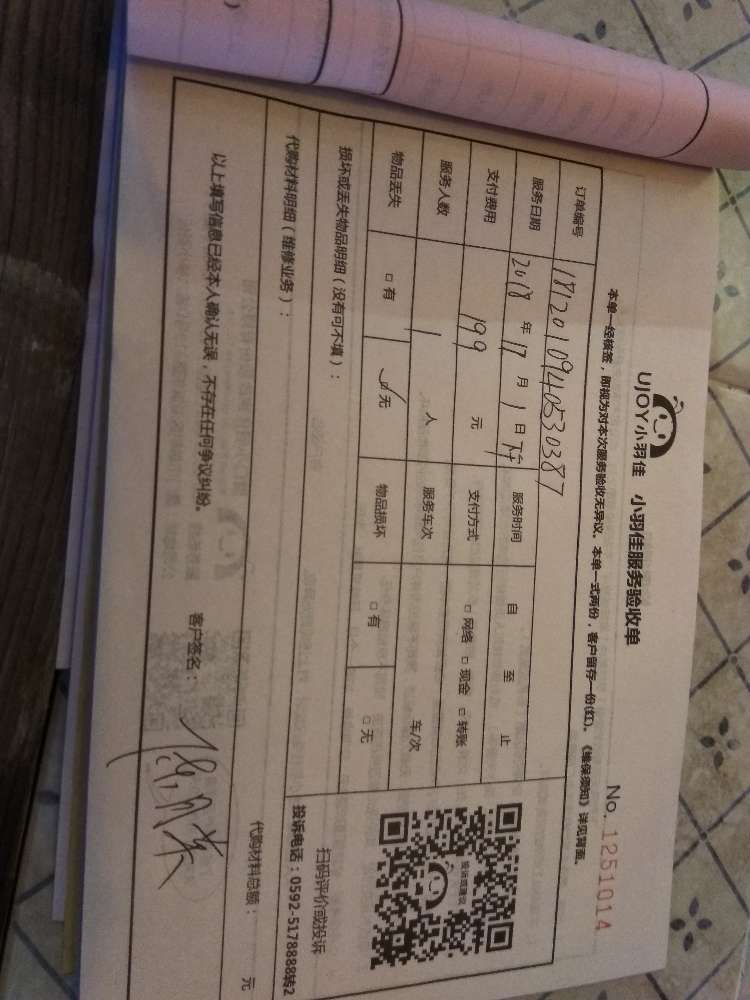 UJOY小羽佳 小羽佳服务验收单
No. 1251014
本单一经核签，即视为对本次服务验收无异议。本单一式两份，客户留存一份(红)。《维保须知》详见背面。
订单编号 1812010940530387
服务日期 2018 年 12 月 1 日 下午 服务时间 自 至 止
支付费用 199 元 支付方式 □网络 □现金 □转账
服务人数 1 人 服务车次 车/次
物品丢失 □有 ✓无 物品损坏 □有 □无
损坏或丢失物品明细（没有可不填）：
扫码评价或投诉
投诉电话：0592-5178888转2
代购材料明细（维修业务）：
代购材料总额： 元
以上填写信息已经本人确认无误，不存在任何争议纠纷。
客户签名：